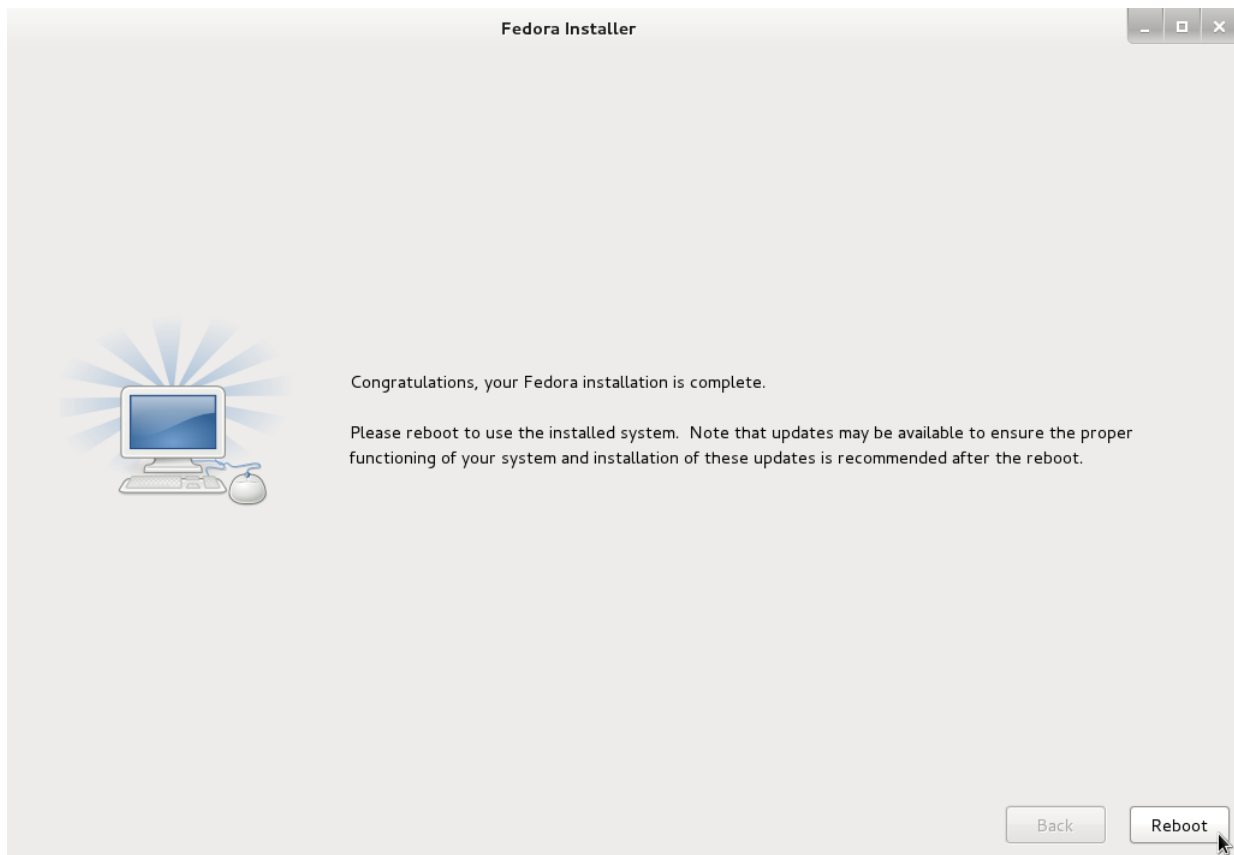 Fedora Installer
Congratulations, your Fedora installation is complete.
Please reboot to use the installed system.  Note that updates may be available to ensure the proper
functioning of your system and installation of these updates is recommended after the reboot.
Back
Reboot